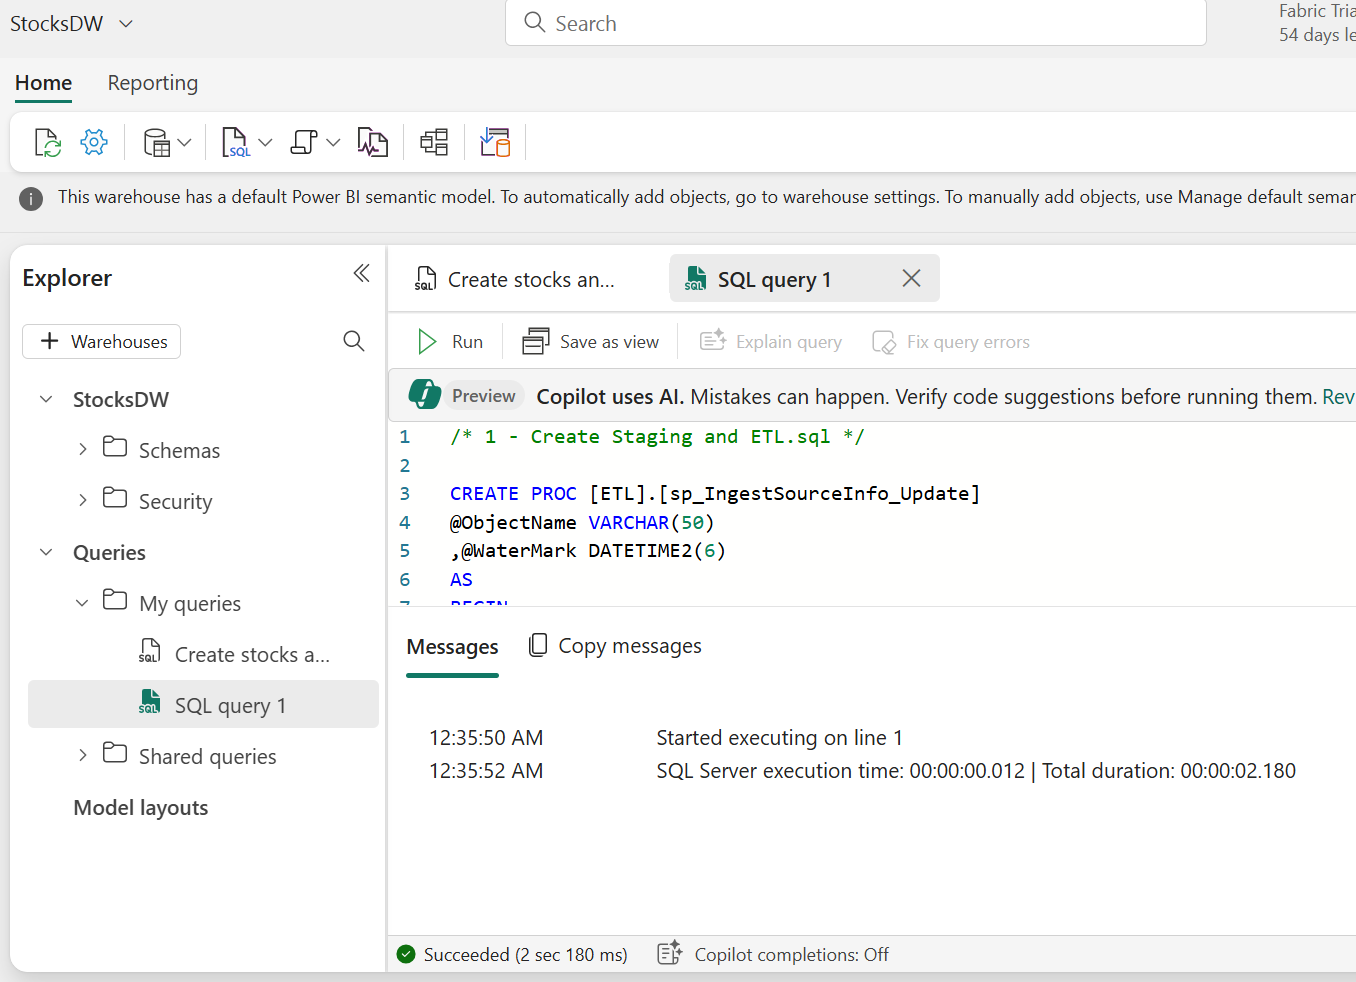 StocksDW
Search
Fabric Tria
54 days le
Home
Reporting
SQL
This warehouse has a default Power BI semantic model. To automatically add objects, go to warehouse settings. To manually add objects, use Manage default seman
Explorer
Warehouses
StocksDW
Schemas
Security
Queries
My queries
SQL Create stocks a...
SQL SQL query 1
Shared queries
Model layouts
SQL Create stocks an...
SQL SQL query 1
Run
Save as view
Explain query
Fix query errors
Preview Copilot uses AI. Mistakes can happen. Verify code suggestions before running them. Rev
1 /* 1 - Create Staging and ETL.sql */
2
3 CREATE PROC [ETL].[sp_IngestSourceInfo_Update]
4 @ObjectName VARCHAR(50)
5 ,@WaterMark DATETIME2(6)
6 AS
7 BEGIN
Messages
Copy messages
12:35:50 AM Started executing on line 1
12:35:52 AM SQL Server execution time: 00:00:00.012 | Total duration: 00:00:02.180
Succeeded (2 sec 180 ms)
Copilot completions: Off